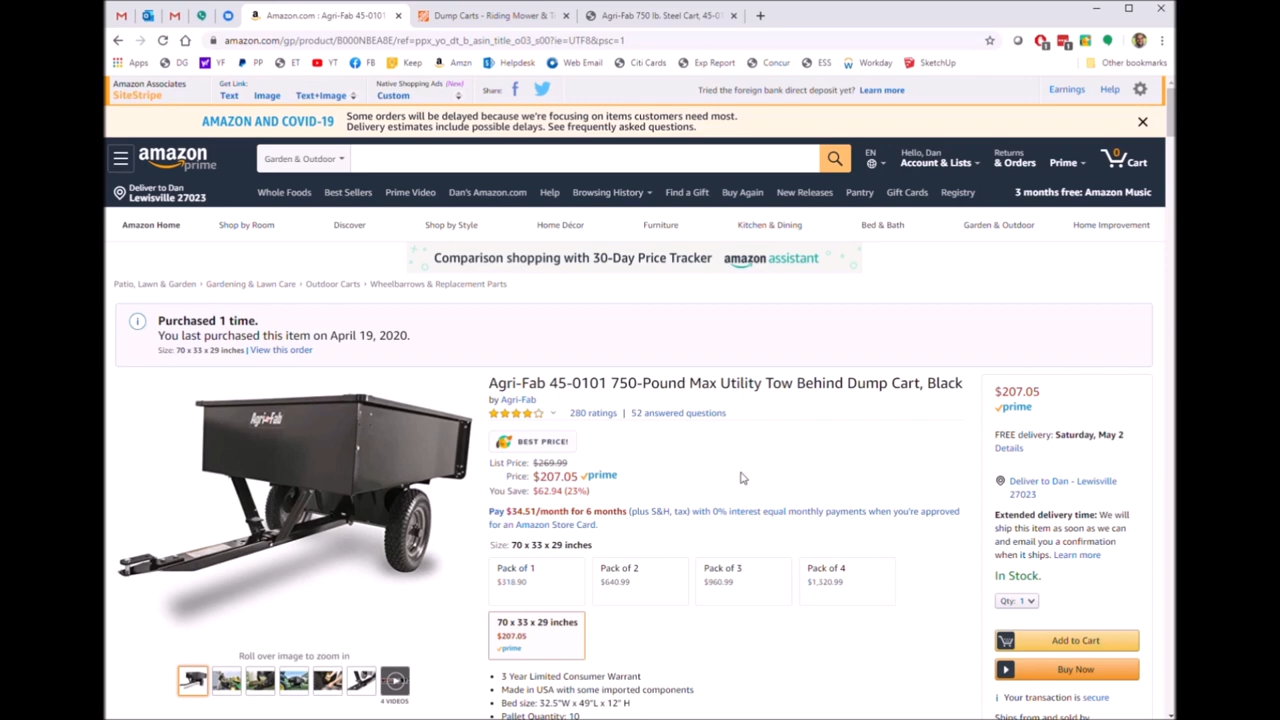 Amazon.com : Agri-Fab 45-0101
Dump Carts - Riding Mower & T
Agri-Fab 750 lb. Steel Cart, 45-01
amazon.com/gp/product/B000NBEA8E/ref=ppx_yo_dt_b_asin_title_o03_s00?ie=UTF8&psc=1
Apps DG YF PP ET YT FB Keep Amzn Helpdesk Web Email Citi Cards Exp Report Concur ESS Workday SketchUp Other bookmarks
Amazon Associates
SiteStripe
Get Link:
Text Image Text+Image
Native Shopping Ads (New)
Custom
Share:
Tried the foreign bank direct deposit yet? Learn more
Earnings Help
AMAZON AND COVID-19
Some orders will be delayed because we're focusing on items customers need most.
Delivery estimates include possible delays. See frequently asked questions.
amazon
prime
Garden & Outdoor
EN
Hello, Dan
Account & Lists
Returns
& Orders
Prime
0
Cart
Deliver to Dan
Lewisville 27023
Whole Foods Best Sellers Prime Video Dan's Amazon.com Help Browsing History Find a Gift Buy Again New Releases Pantry Gift Cards Registry
3 months free: Amazon Music
Amazon Home Shop by Room Discover Shop by Style Home Décor Furniture Kitchen & Dining Bed & Bath Garden & Outdoor Home Improvement
Comparison shopping with 30-Day Price Tracker amazon assistant
Patio, Lawn & Garden › Gardening & Lawn Care › Outdoor Carts › Wheelbarrows & Replacement Parts
Purchased 1 time.
You last purchased this item on April 19, 2020.
Size: 70 x 33 x 29 inches | View this order
Agri-Fab
Roll over image to zoom in
4 VIDEOS
Agri-Fab 45-0101 750-Pound Max Utility Tow Behind Dump Cart, Black
by Agri-Fab
280 ratings | 52 answered questions
BEST PRICE!
List Price: $269.99
Price: $207.05 prime
You Save: $62.94 (23%)
Pay $34.51/month for 6 months (plus S&H, tax) with 0% interest equal monthly payments when you're approved
for an Amazon Store Card.
Size: 70 x 33 x 29 inches
Pack of 1
$318.90
Pack of 2
$640.99
Pack of 3
$960.99
Pack of 4
$1,320.99
70 x 33 x 29 inches
$207.05
prime
• 3 Year Limited Consumer Warrant
• Made in USA with some imported components
• Bed size: 32.5"W x 49"L x 12" H
• Pallet Quantity: 10
$207.05
prime
FREE delivery: Saturday, May 2
Details
Deliver to Dan - Lewisville
27023
Extended delivery time: We will
ship this item as soon as we can
and email you a confirmation
when it ships. Learn more
In Stock.
Qty: 1
Add to Cart
Buy Now
Your transaction is secure
Ships from and sold by